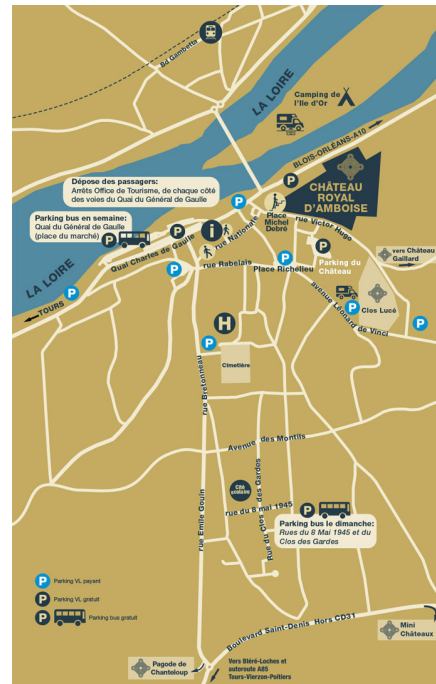 Bd Gambetta
LA LOIRE
Camping de
l'Ile d'Or
BLOIS-ORLÉANS-A10
Dépose des passagers:
Arrêts Office de Tourisme, de chaque côté
des voies du Quai du Général de Gaulle
P
CHÂTEAU
ROYAL
D'AMBOISE
Parking bus en semaine:
Quai du Général de Gaulle
(place du marché)
P
P
P
i
Place
Michel
Debré
rue Victor Hugo
rue Nationale
Quai Charles de Gaulle
P
Parking du
Château
vers Château
Gaillard
LA LOIRE
rue Rabelais
Place Richélieu
P
P
P
TOURS
Clos Lucé
P
avenue Léonard de Vinci
P
H
P
Cimetière
rue Bretonneau
Avenue des Montils
Cité
scolaire
Rue du Clos des Gardes
rue du 8 mai 1945
P
Parking bus le dimanche:
Rues du 8 Mai 1945 et du
Clos des Gardes
rue Emile Gouin
P Parking VL payant
P Parking VL gratuit
P Parking bus gratuit
Boulevard Saint-Denis Hors CD31
Mini
Châteaux
Pagode de
Chanteloup
Vers Bléré-Loches et
autoroute A85
Tours-Vierzon-Poitiers